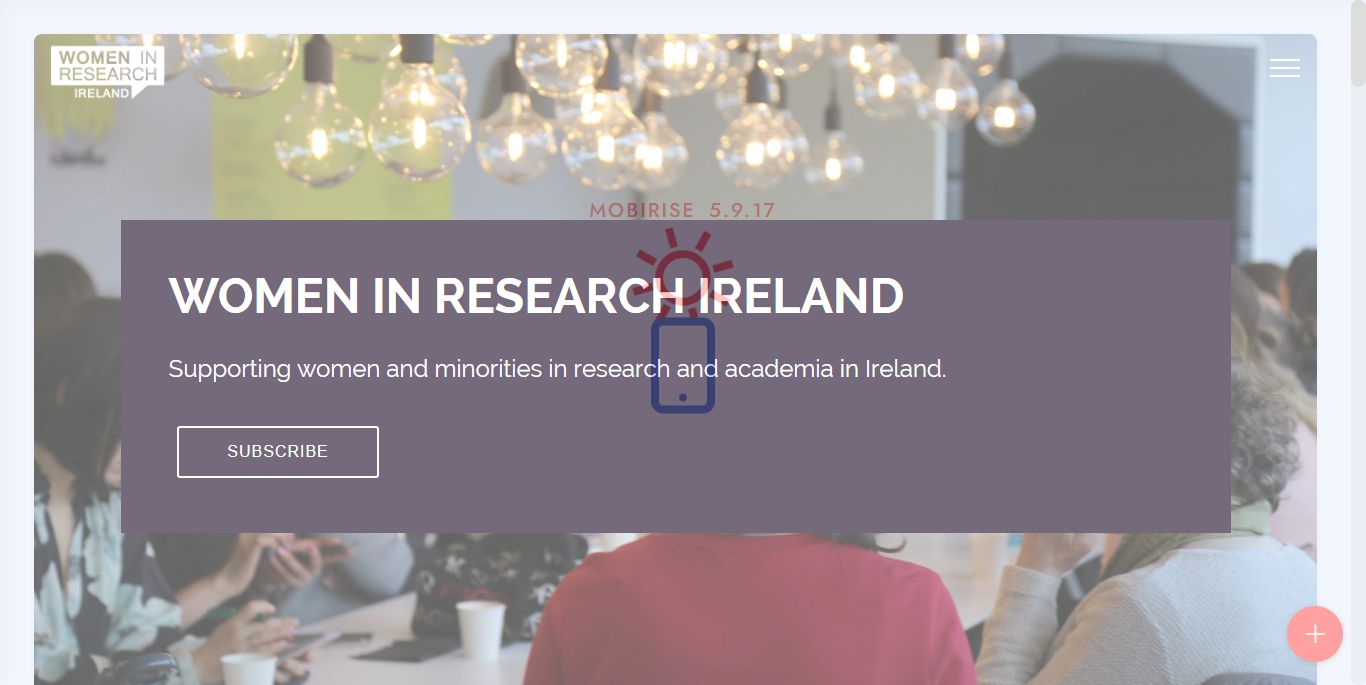 WOMEN IN
RESEARCH
IRELAND
MOBIRISE 5.9.17
WOMEN IN RESEARCH IRELAND
Supporting women and minorities in research and academia in Ireland.
SUBSCRIBE